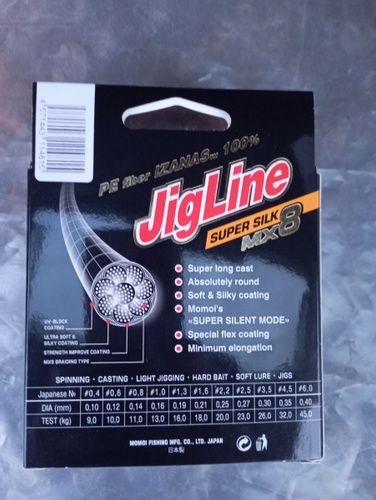 PE fiber IZANAS™ 100%
JigLine
SUPER SILK
MX8
Super long cast
Absolutely round
Soft & Silky coating
Momoi's
«SUPER SILENT MODE»
Special flex coating
Minimum elongation
UV-BLOCK
COATING
ULTRA SOFT &
SILKY COATING
STRENGTH IMPROVE COATING
MX8 BRAIDING TYPE
SPINNING · CASTING · LIGHT JIGGING · HARD BAIT · SOFT LURE · JIGS
Japanese № #0,4 #0,6 #0,8 #1,0 #1,3 #1,6 #2,2 #2,5 #3,5 #4,5 #6,0
DIA (mm) 0,10 0,12 0,14 0,16 0,19 0,21 0,25 0,27 0,30 0,35 0,40
TEST (kg) 9,0 10,0 11,0 13,0 16,0 18,0 20,0 23,0 26,0 32,0 45,0
MOMOI FISHING MFG. CO., LTD. JAPAN
日本製